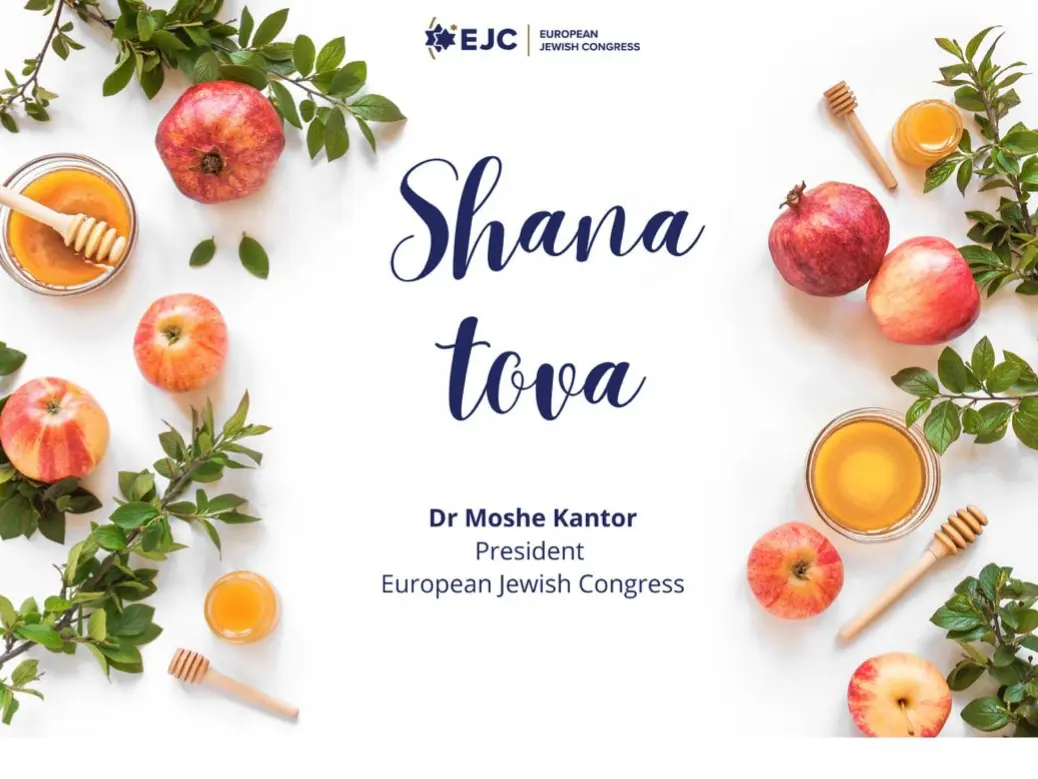 EJC
EUROPEAN
JEWISH CONGRESS
Shana
tova
Dr Moshe Kantor
President
European Jewish Congress